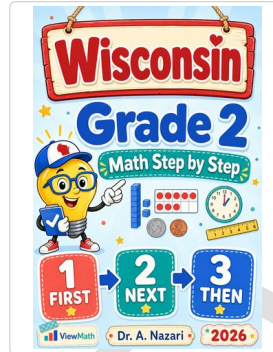 Wisconsin
Grade 2
Math Step by Step
1 2 3
FIRST NEXT THEN
ViewMath Dr. A. Nazari 2026